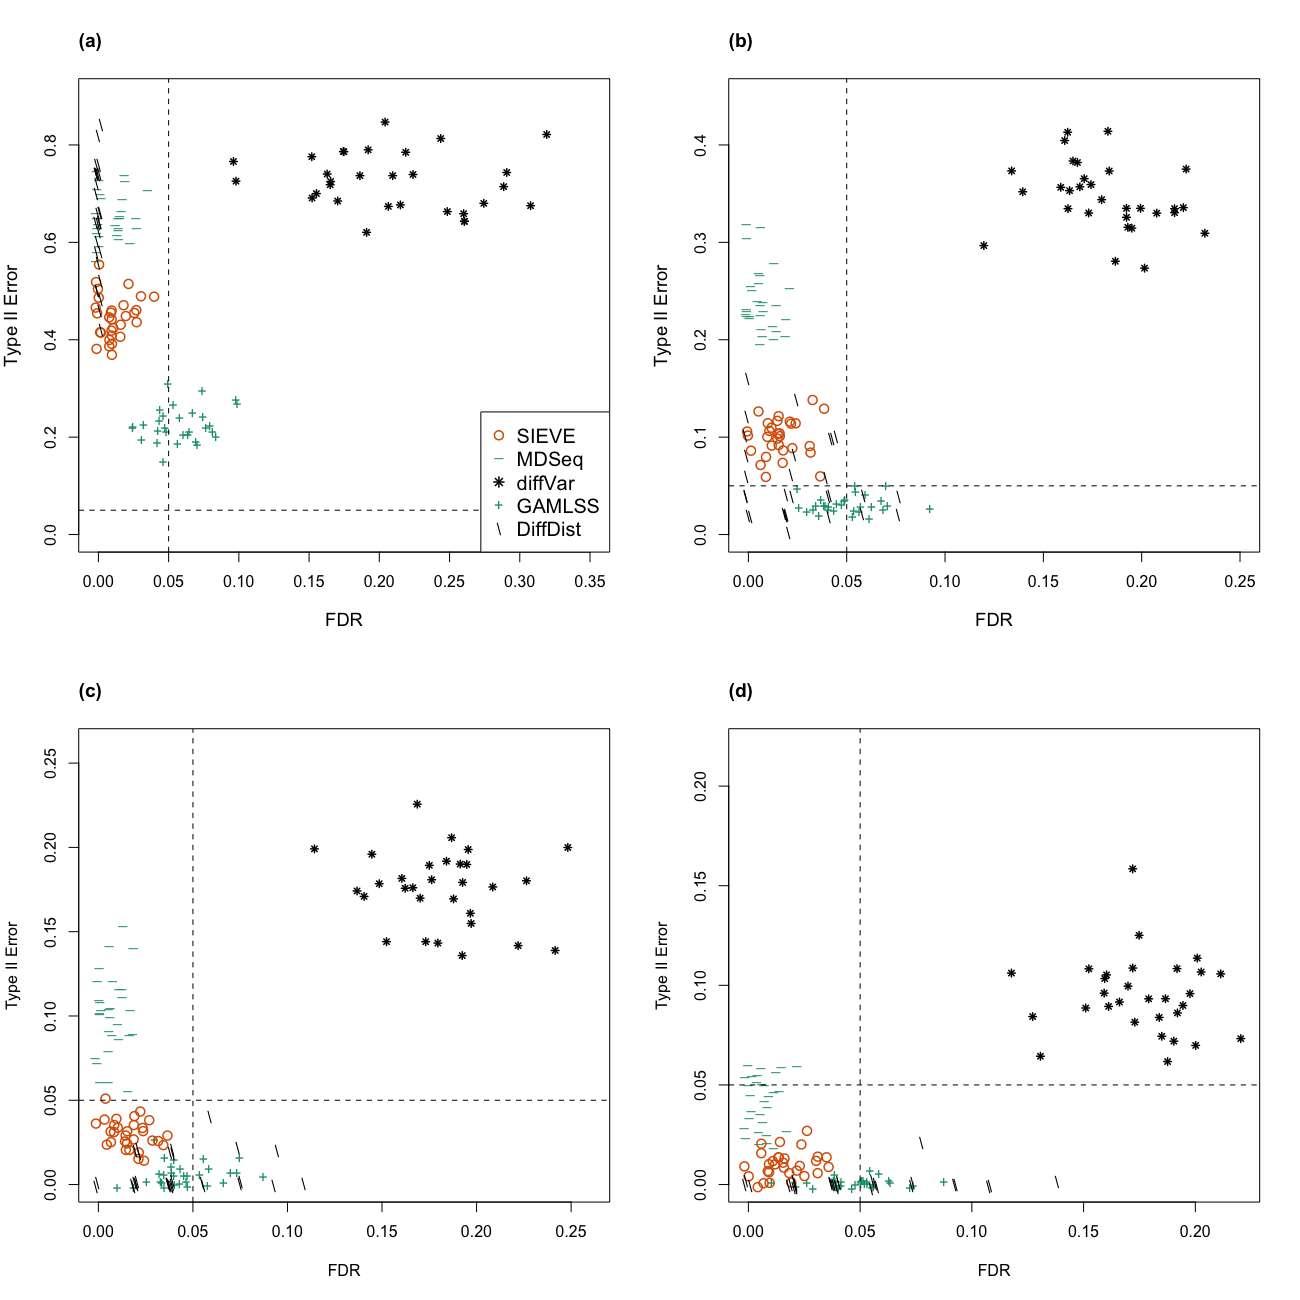 (a)
Type II Error
0.0
0.2
0.4
0.6
0.8
0.00 0.05 0.10 0.15 0.20 0.25 0.30 0.35
FDR
SIEVE
MDSeq
diffVar
GAMLSS
DiffDist
(b)
Type II Error
0.0
0.1
0.2
0.3
0.4
0.00 0.05 0.10 0.15 0.20 0.25
FDR
(c)
Type II Error
0.00
0.05
0.10
0.15
0.20
0.25
0.00 0.05 0.10 0.15 0.20 0.25
FDR
(d)
Type II Error
0.00
0.05
0.10
0.15
0.20
0.00 0.05 0.10 0.15 0.20
FDR